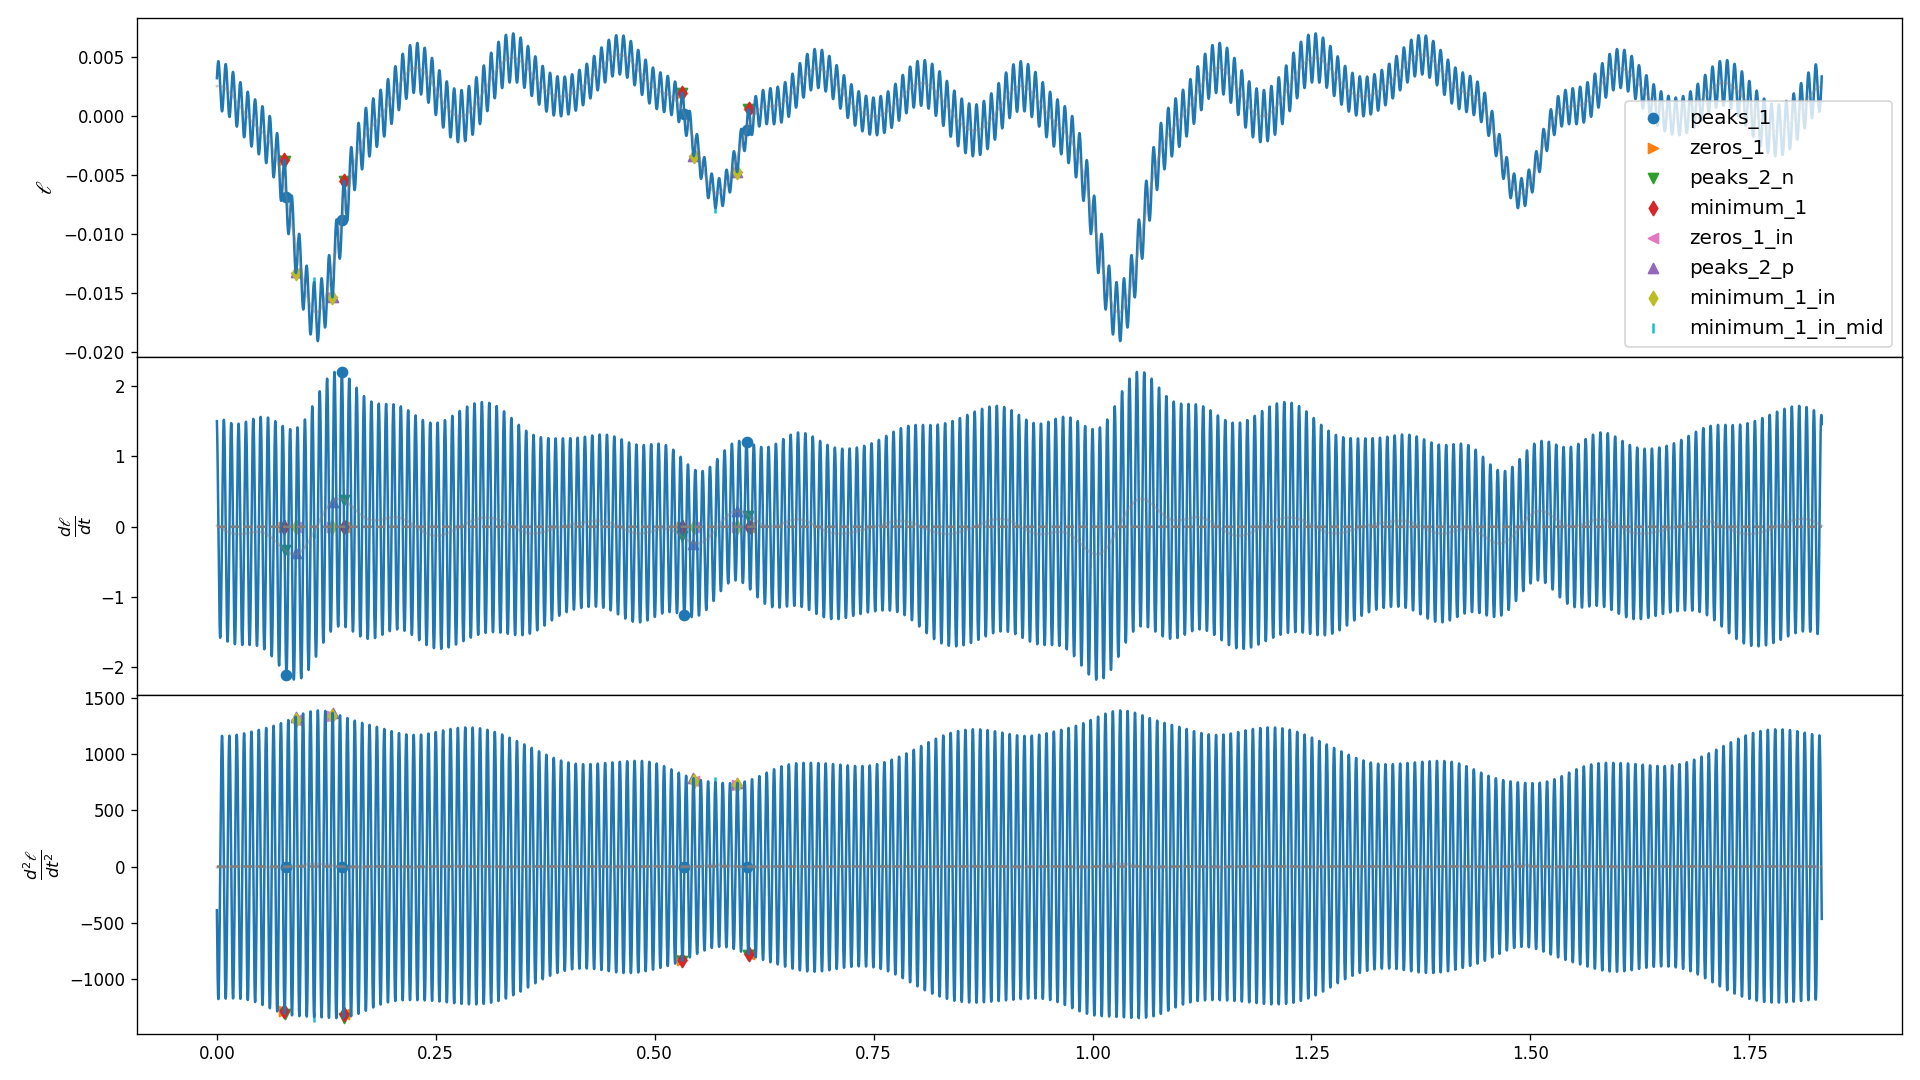 0.005
0.000
−0.005
−0.010
−0.015
−0.020
ℓ
peaks_1
zeros_1
peaks_2_n
minimum_1
zeros_1_in
peaks_2_p
minimum_1_in
minimum_1_in_mid
2
1
0
−1
−2
dℓ
dt
1500
1000
500
0
−500
−1000
d²ℓ
dt²
0.00 0.25 0.50 0.75 1.00 1.25 1.50 1.75